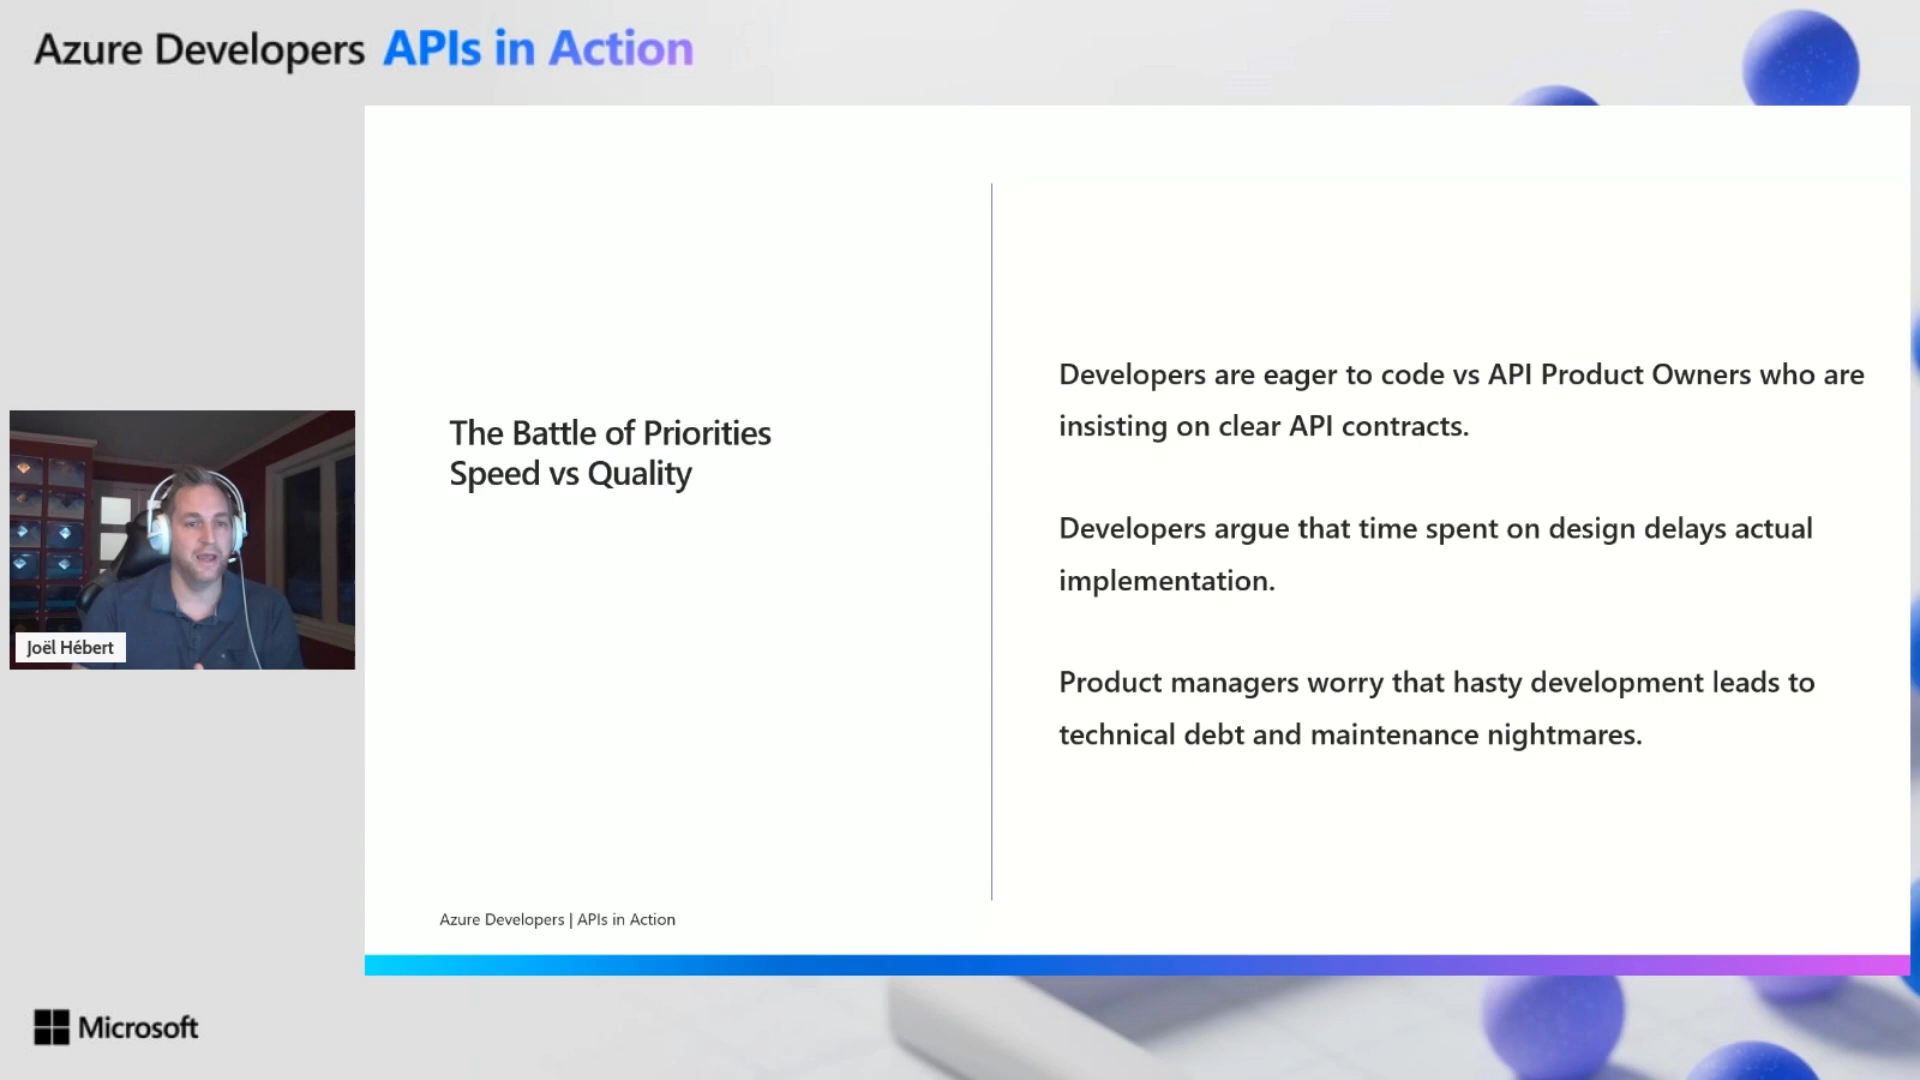 Azure Developers APIs in Action
The Battle of Priorities
Speed vs Quality
Developers are eager to code vs API Product Owners who are
insisting on clear API contracts.
Developers argue that time spent on design delays actual
implementation.
Product managers worry that hasty development leads to
technical debt and maintenance nightmares.
Joël Hébert
Azure Developers | APIs in Action
Microsoft